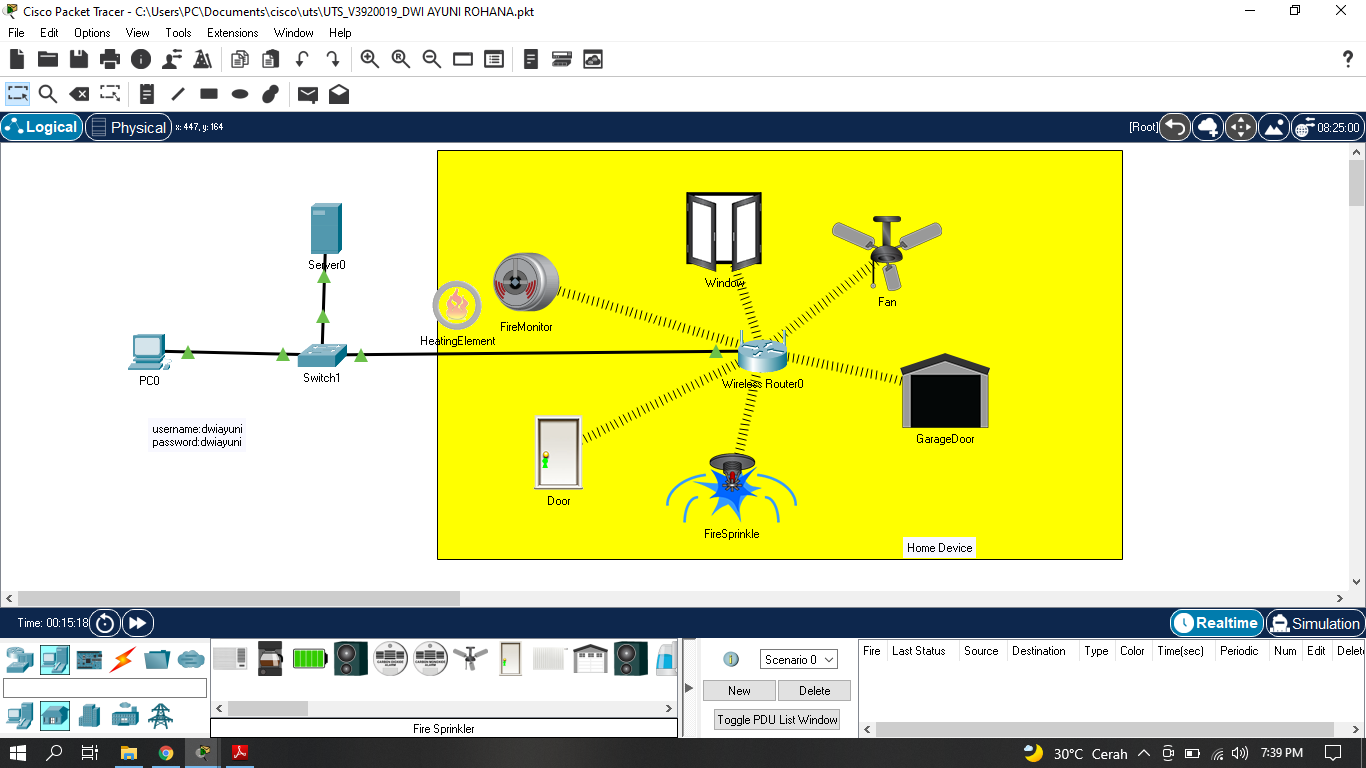 Cisco Packet Tracer - C:\Users\PC\Documents\cisco\uts\UTS_V3920019_DWI AYUNI ROHANA.pkt
File Edit Options View Tools Extensions Window Help
Logical Physical x: 447, y: 164 [Root] 08:25:00
Server0
Window
Fan
FireMonitor
HeatingElement
PC0
Switch1
Wireless Router0
GarageDoor
username:dwiayuni
password:dwiayuni
Door
FireSprinkle
Home Device
Time: 00:15:18 Realtime Simulation
Scenario 0
New Delete
Toggle PDU List Window
Fire Last Status Source Destination Type Color Time(sec) Periodic Num Edit Delet
Fire Sprinkler
30°C Cerah 7:39 PM